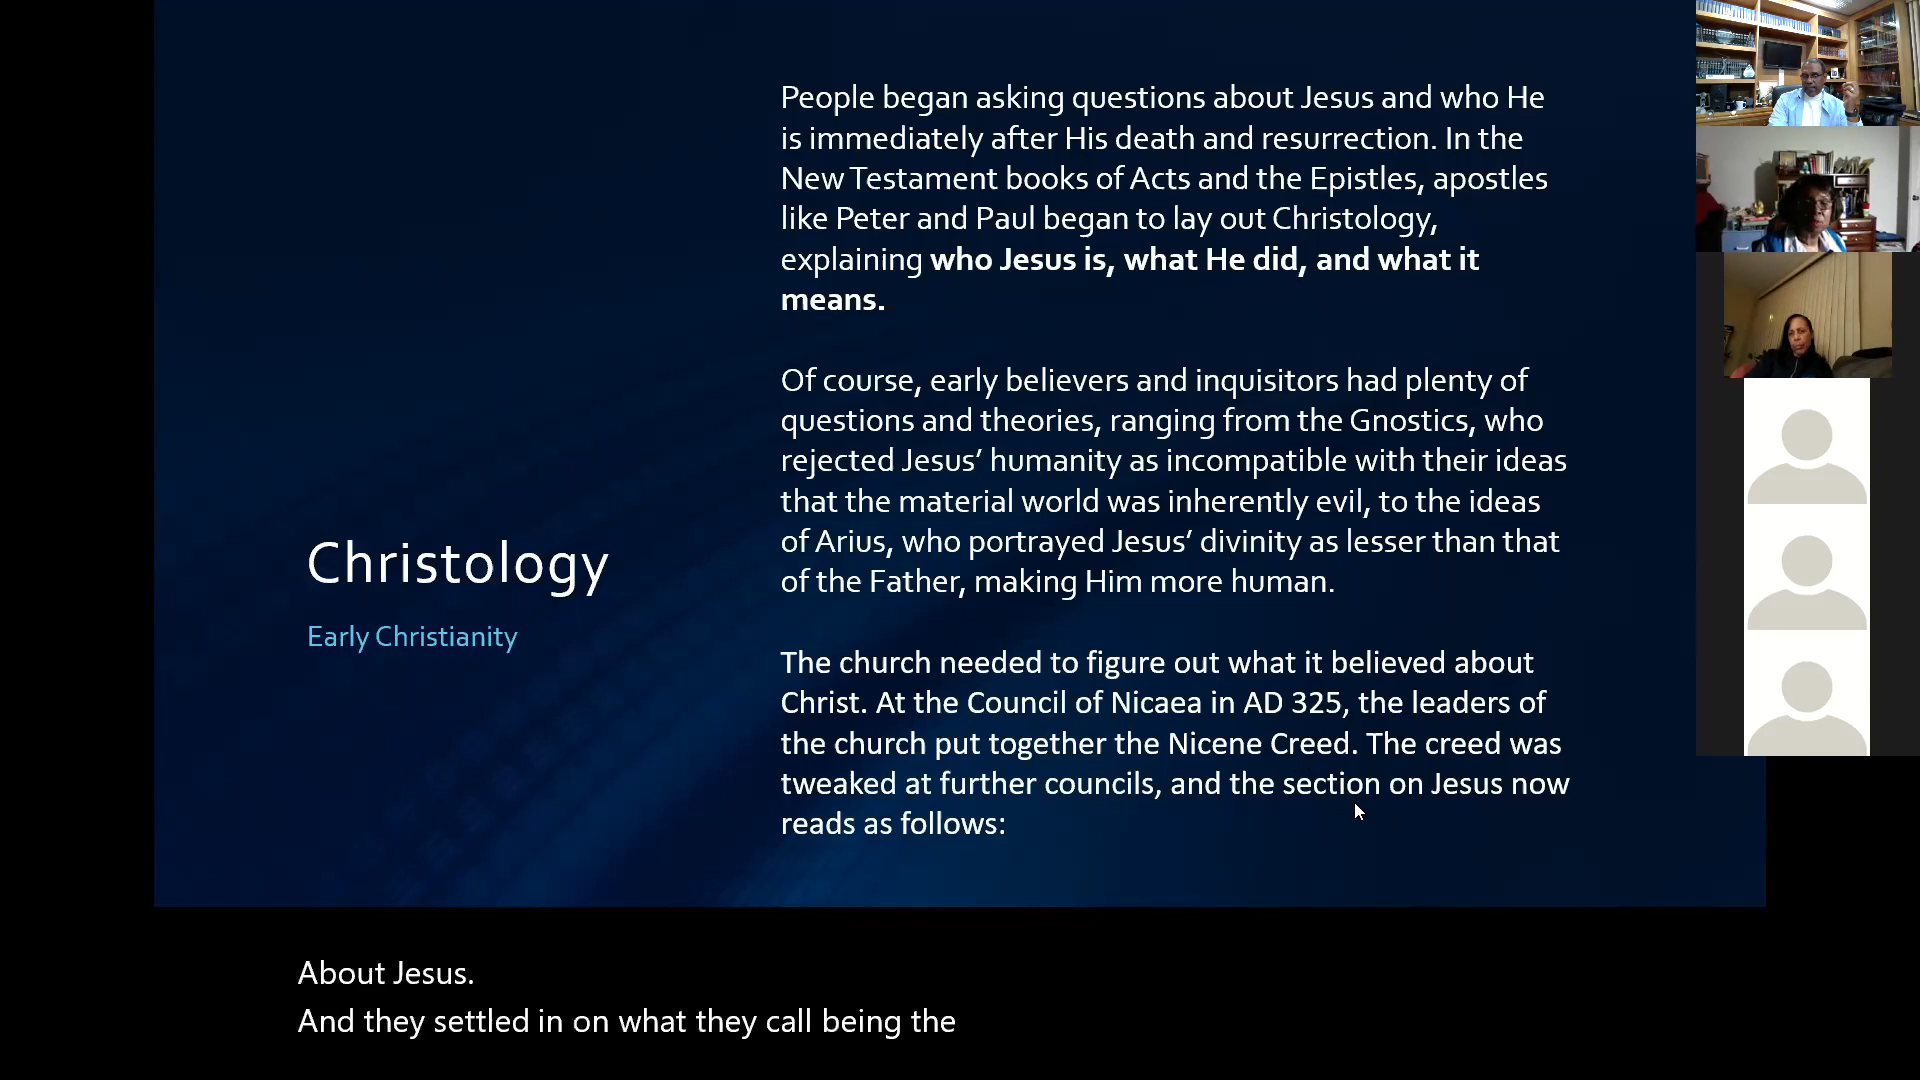 Christology
Early Christianity
People began asking questions about Jesus and who He
is immediately after His death and resurrection. In the
New Testament books of Acts and the Epistles, apostles
like Peter and Paul began to lay out Christology,
explaining who Jesus is, what He did, and what it
means.
Of course, early believers and inquisitors had plenty of
questions and theories, ranging from the Gnostics, who
rejected Jesus’ humanity as incompatible with their ideas
that the material world was inherently evil, to the ideas
of Arius, who portrayed Jesus’ divinity as lesser than that
of the Father, making Him more human.
The church needed to figure out what it believed about
Christ. At the Council of Nicaea in AD 325, the leaders of
the church put together the Nicene Creed. The creed was
tweaked at further councils, and the section on Jesus now
reads as follows:
About Jesus.
And they settled in on what they call being the